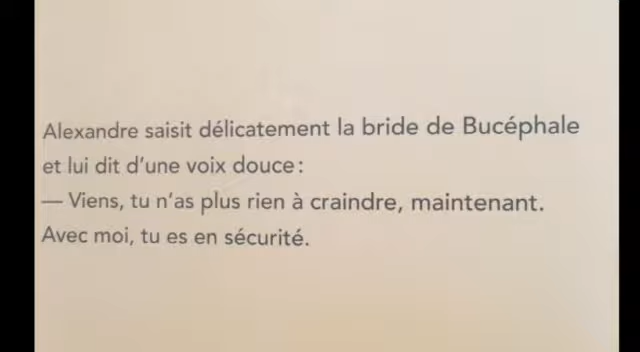 Alexandre saisit délicatement la bride de Bucéphale
et lui dit d'une voix douce :
— Viens, tu n'as plus rien à craindre, maintenant.
Avec moi, tu es en sécurité.